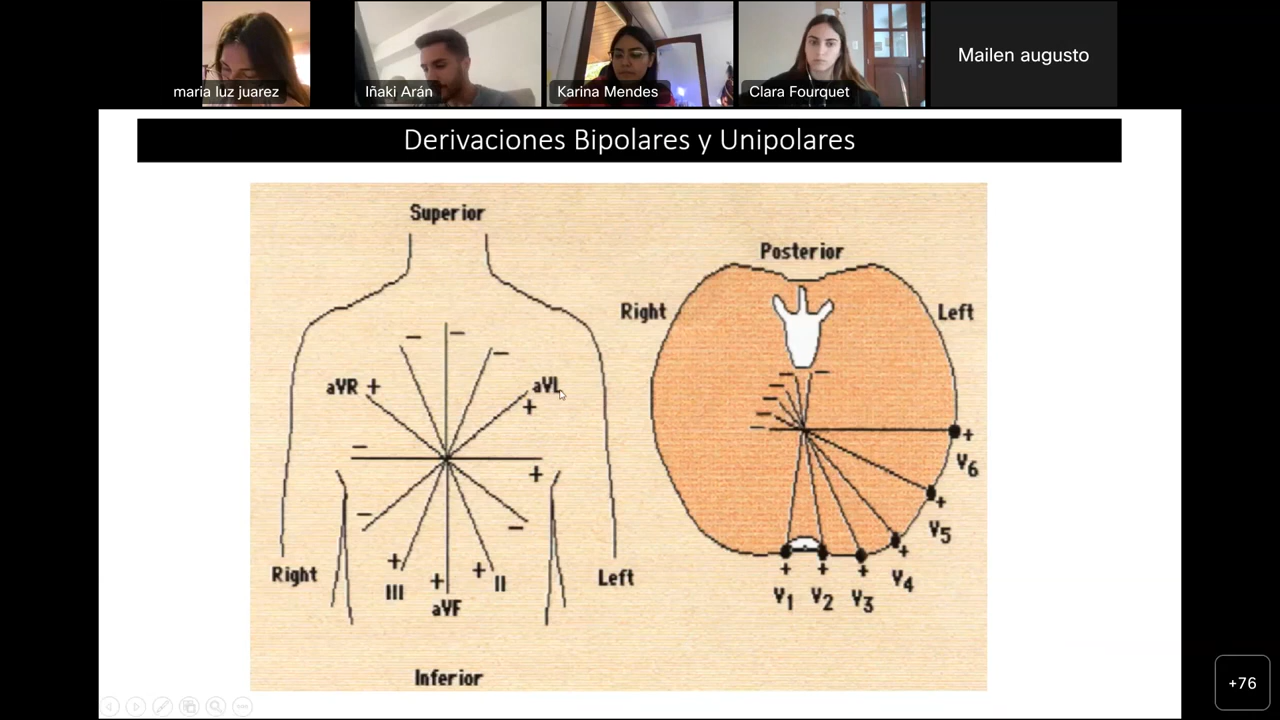 maria luz juarez
Iñaki Arán
Karina Mendes
Clara Fourquet
Mailen augusto
Derivaciones Bipolares y Unipolares
Superior
− − −
aVR + aVL
+
− +
− −
+ + +
III aVF II
Right Left
Inferior
Posterior
Right Left
− −
−
−
−
− +
V6
+
V5
+
V4
+ + +
V1 V2 V3
+76